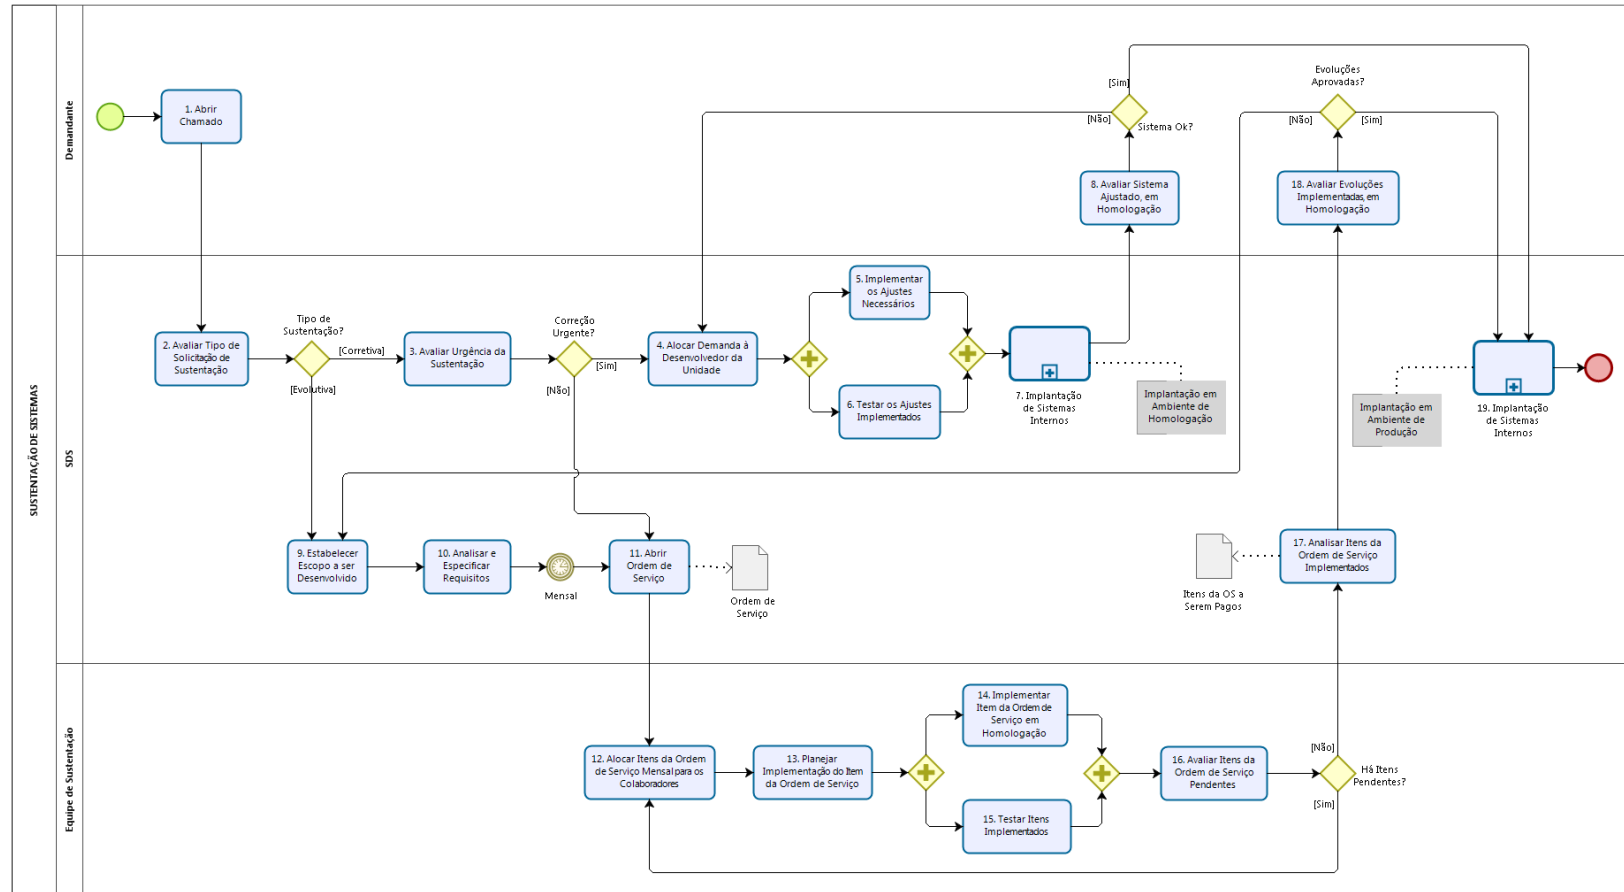 SUSTENTAÇÃO DE SISTEMAS
Demandante
1. Abrir
Chamado
[Sim]
[Não]
Sistema Ok?
Evoluções
Aprovadas?
[Não]
[Sim]
8. Avaliar Sistema
Ajustado, em
Homologação
18. Avaliar Evoluções
Implementadas, em
Homologação
SDS
2. Avaliar Tipo de
Solicitação de
Sustentação
Tipo de
Sustentação?
[Corretiva]
[Evolutiva]
3. Avaliar Urgência da
Sustentação
Correção
Urgente?
[Sim]
[Não]
4. Alocar Demanda à
Desenvolvedor da
Unidade
5. Implementar
os Ajustes
Necessários
6. Testar os Ajustes
Implementados
7. Implantação
de Sistemas
Internos
Implantação em
Ambiente de
Homologação
Implantação em
Ambiente de
Produção
19. Implantação
de Sistemas
Internos
9. Estabelecer
Escopo a ser
Desenvolvido
10. Analisar e
Especificar
Requisitos
Mensal
11. Abrir
Ordem de
Serviço
Ordem de
Serviço
Itens da OS a
Serem Pagos
17. Analisar Itens da
Ordem de Serviço
Implementados
Equipe de Sustentação
12. Alocar Itens da Ordem
de Serviço Mensal para os
Colaboradores
13. Planejar
Implementação do Item
da Ordem de Serviço
14. Implementar
Item da Ordem de
Serviço em
Homologação
15. Testar Itens
Implementados
16. Avaliar Itens da
Ordem de Serviço
Pendentes
[Não]
Há Itens
Pendentes?
[Sim]